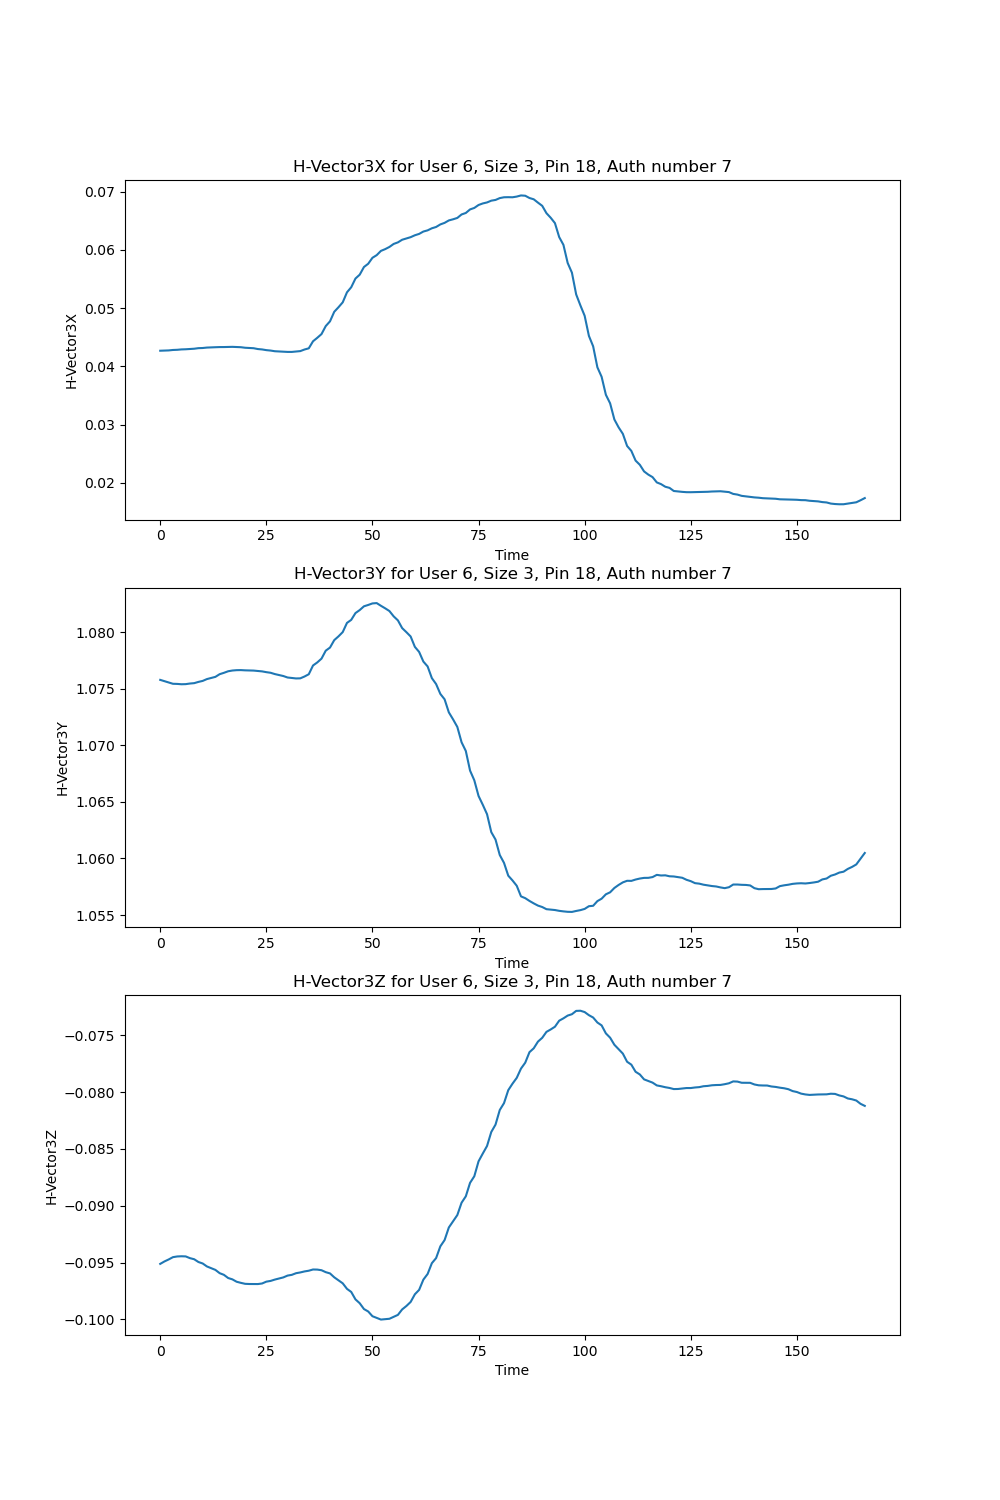 H-Vector3X for User 6, Size 3, Pin 18, Auth number 7
0.07
0.06
0.05
0.04
0.03
0.02
H-Vector3X
0 25 50 75 100 125 150
Time
H-Vector3Y for User 6, Size 3, Pin 18, Auth number 7
1.080
1.075
1.070
1.065
1.060
1.055
H-Vector3Y
0 25 50 75 100 125 150
Time
H-Vector3Z for User 6, Size 3, Pin 18, Auth number 7
−0.075
−0.080
−0.085
−0.090
−0.095
−0.100
H-Vector3Z
0 25 50 75 100 125 150
Time